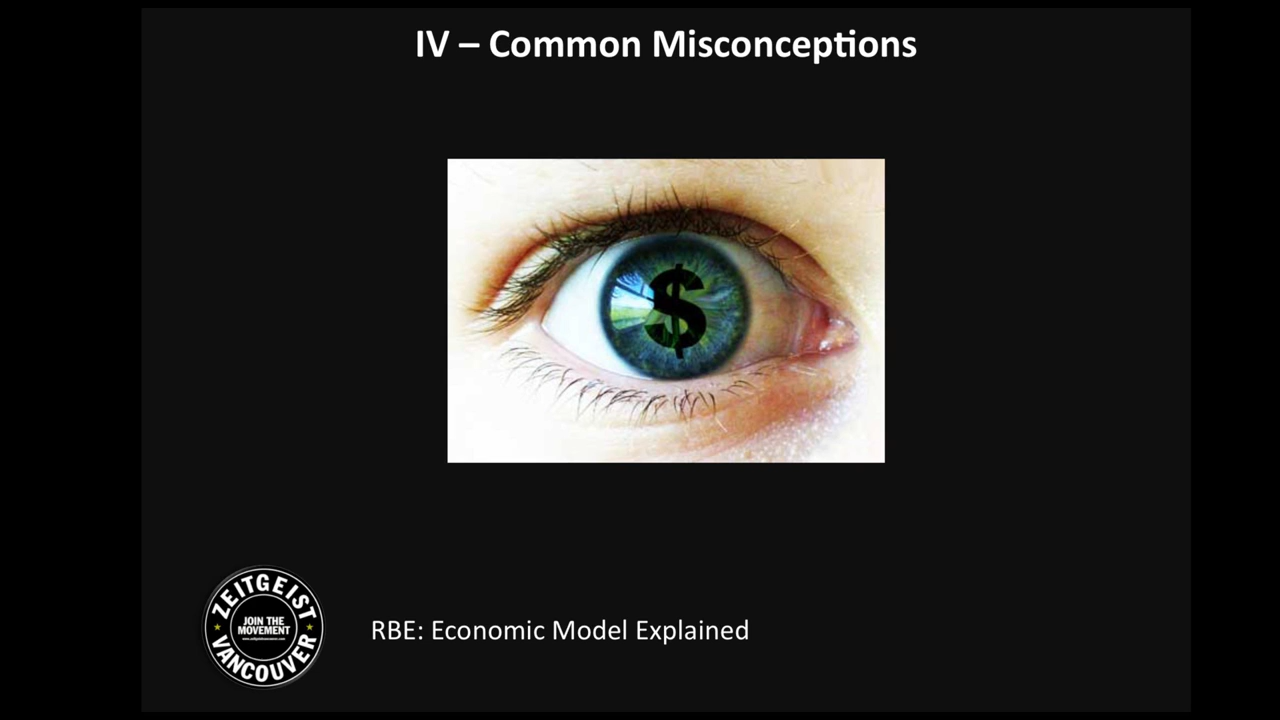 IV – Common Misconceptions
$
ZEITGEIST
JOIN THE
MOVEMENT
VANCOUVER
RBE: Economic Model Explained